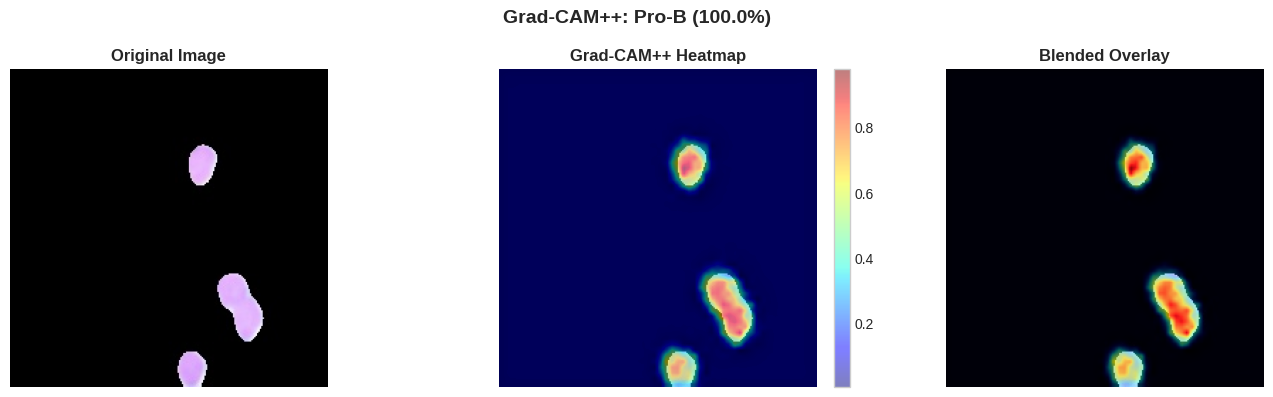 Grad-CAM++: Pro-B (100.0%)
Original Image
Grad-CAM++ Heatmap
Blended Overlay
0.8
0.6
0.4
0.2